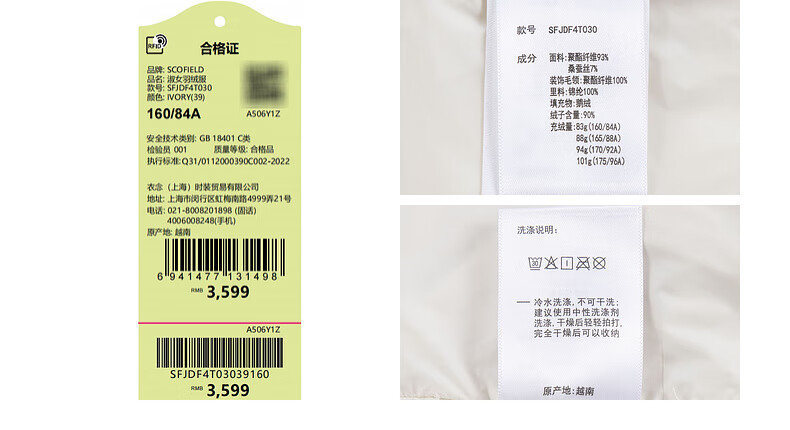 RFID
合格证
品牌: SCOFIELD
品名: 淑女羽绒服
款号: SFJDF4T030
颜色: IVORY(39)
160/84A
A506Y1Z
安全技术类别: GB 18401 C类
检验员 001 质量等级: 合格品
执行标准: Q31/0112000390C002-2022
衣念（上海）时装贸易有限公司
地址: 上海市闵行区虹梅南路4999弄21号
电话: 021-8008201898 (固话)
4006008248(手机)
原产地: 越南
6 941477 131498
RMB 3,599
A506Y1Z
SFJDF4T03039160
RMB 3,599
款号 SFJDF4T030
成分 面料: 聚酯纤维93%
桑蚕丝7%
装饰毛领: 聚酯纤维100%
里料: 锦纶100%
填充物: 鹅绒
绒子含量: 90%
充绒量: 83g(160/84A)
88g(165/88A)
94g(170/92A)
101g(175/96A)
洗涤说明:
30
— 冷水洗涤, 不可干洗;
建议使用中性洗涤剂
洗涤, 干燥后轻轻拍打,
完全干燥后可以收纳
原产地: 越南